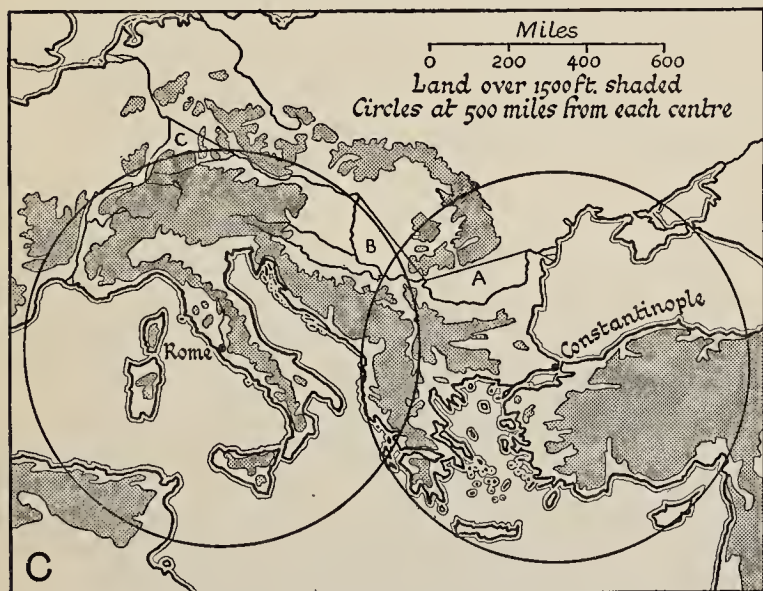 Miles
0 200 400 600
Land over 1500 ft. shaded
Circles at 500 miles from each centre
C
B
A
Constantinople
Rome
C